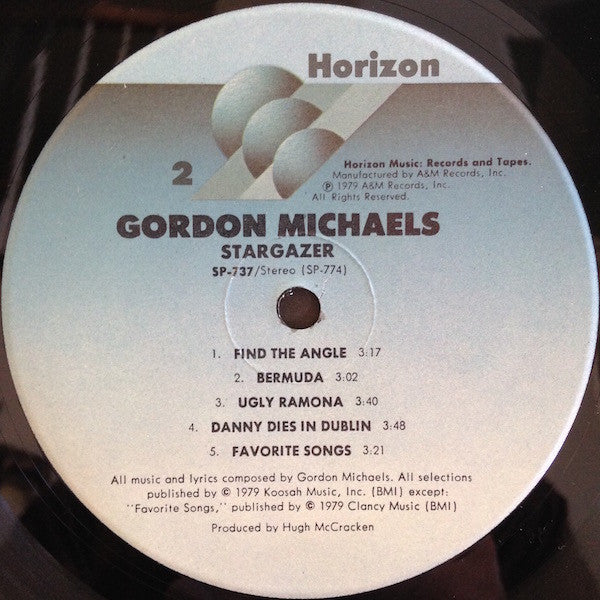 Horizon
2
Horizon Music: Records and Tapes.
Manufactured by A&M Records, Inc.
℗ 1979 A&M Records, Inc.
All Rights Reserved.
GORDON MICHAELS
STARGAZER
SP-737/Stereo (SP-774)
1. FIND THE ANGLE 3:17
2. BERMUDA 3:02
3. UGLY RAMONA 3:40
4. DANNY DIES IN DUBLIN 3:48
5. FAVORITE SONGS 3:21
All music and lyrics composed by Gordon Michaels. All selections
published by © 1979 Koosah Music, Inc. (BMI) except:
"Favorite Songs," published by © 1979 Clancy Music (BMI)
Produced by Hugh McCracken